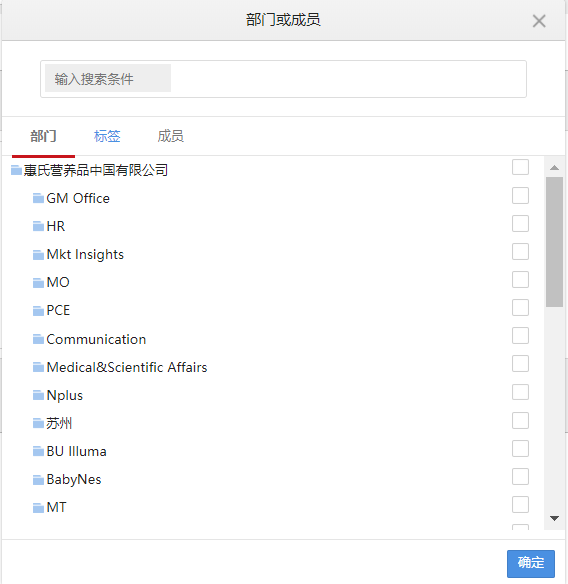 部门或成员
输入搜索条件
部门 标签 成员
惠氏营养品中国有限公司
GM Office
HR
Mkt Insights
MO
PCE
Communication
Medical&Scientific Affairs
Nplus
苏州
BU Illuma
BabyNes
MT
确定